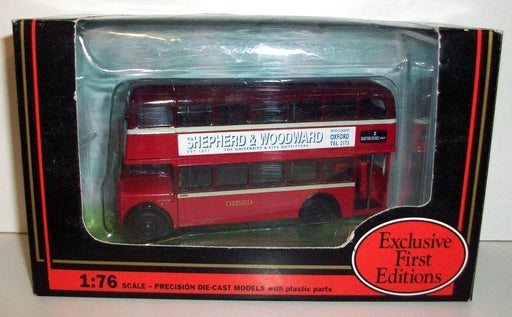 SHEPHERD & WOODWARD
EST. 1877 THE UNIVERSITY & CITY OUTFITTERS
OXFORD
TEL. 2173
2
OXFORD
Exclusive
First
Editions
1:76 SCALE – PRECISION DIE-CAST MODELS with plastic parts